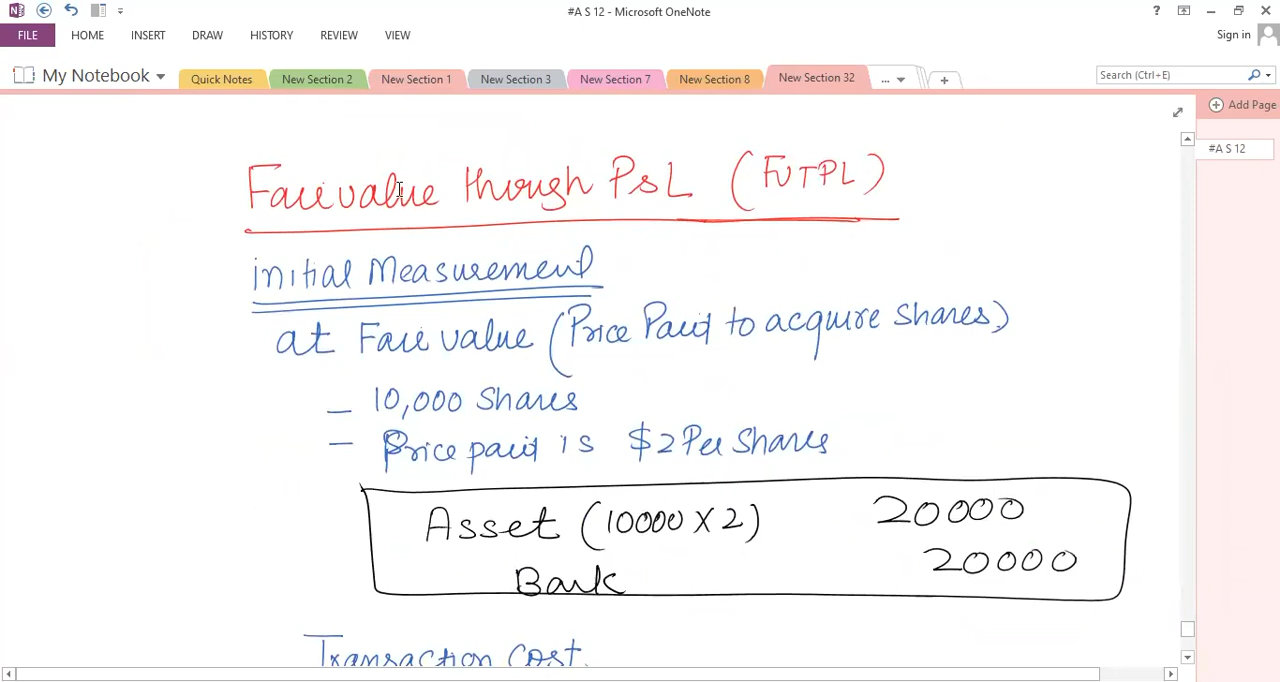 #A S 12 - Microsoft OneNote
?
Sign in
FILE HOME INSERT DRAW HISTORY REVIEW VIEW
My Notebook
Quick Notes New Section 2 New Section 1 New Section 3 New Section 7 New Section 8 New Section 32 ... +
Search (Ctrl+E)
Add Page
#A S 12
Fair value though P&L (FVTPL)
initial Measurement
at Fair value (Price Paid to acquire shares)
– 10,000 Shares
– Price paid is $2 Per Shares
Asset (10000 X 2) 20000
Bank 20000
Transaction Cost.